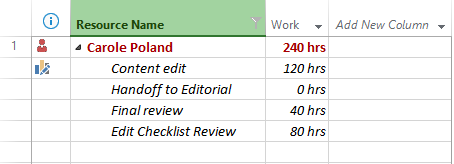 Resource Name Work Add New Column
1 Carole Poland 240 hrs
Content edit 120 hrs
Handoff to Editorial 0 hrs
Final review 40 hrs
Edit Checklist Review 80 hrs